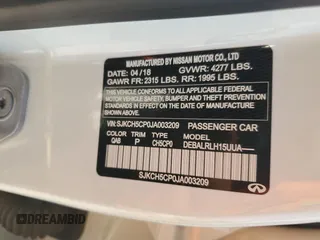 MANUFACTURED BY NISSAN MOTOR CO., LTD.
04/18 GVWR: 4277 LBS.
GAWR FR: 2315 LBS. RR: 1995 LBS.
THIS VEHICLE CONFORMS TO ALL APPLICABLE FEDERAL MOTOR VEHICLE SAFETY, BUMPER, AND THEFT PREVENTION STANDARDS IN EFFECT ON THE DATE OF MANUFACTURE SHOWN ABOVE.
VIN: SJKCH5CP0JA003209 PASSENGER CAR
COLOR TRIM MODEL
QAB P CH5CP0 DEBALRLH15UUA
SJKCH5CP0JA003209
INFINITI
DREAMBID